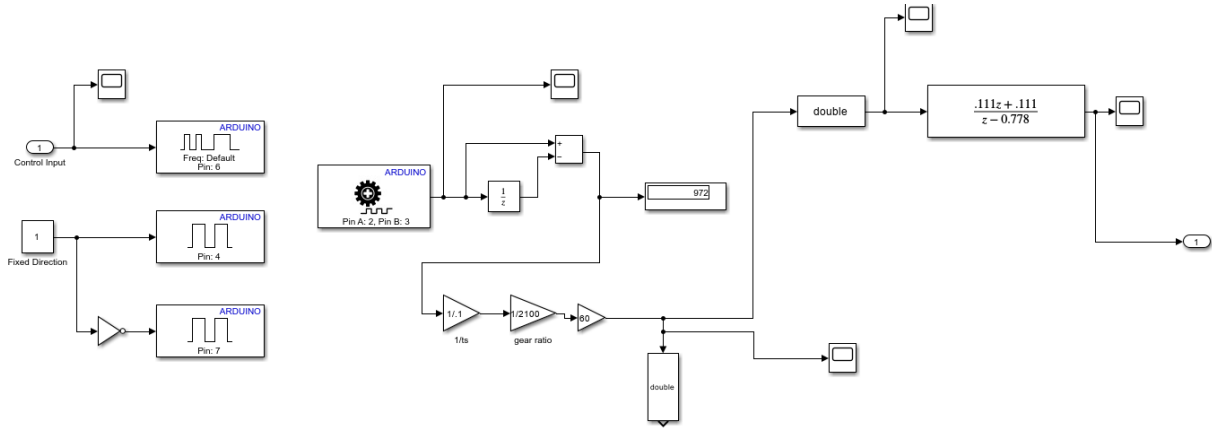 1
Control Input
ARDUINO
Freq: Default
Pin: 6
1
Fixed Direction
ARDUINO
Pin: 4
ARDUINO
Pin: 7
ARDUINO
Pin A: 2, Pin B: 3
1
z
+
−
972
1/.1
1/ts
1/2100
gear ratio
60
double
double
.111z + .111
z − 0.778
1